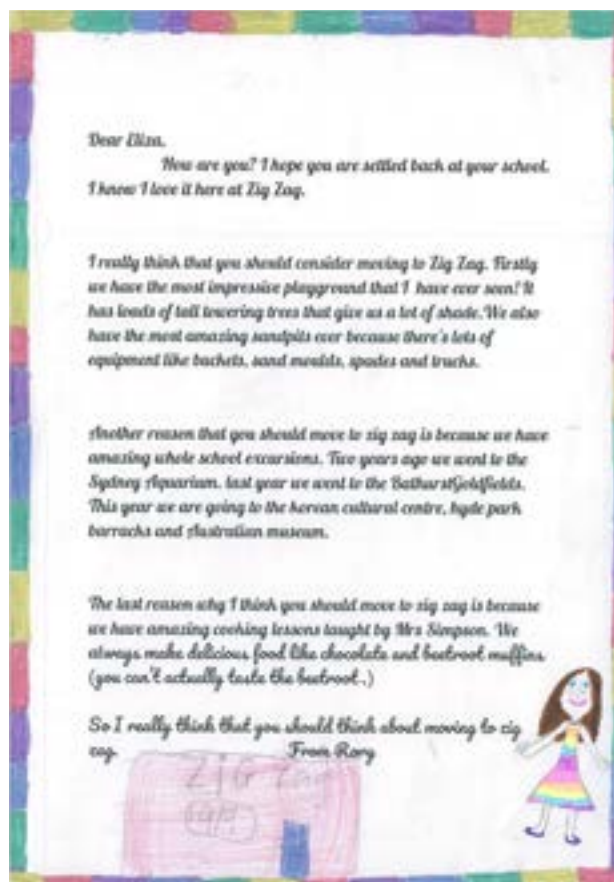 Dear Eliza,
How are you? I hope you are settled back at your school.
I know I love it here at Zig Zag.
I really think that you should consider moving to Zig Zag. Firstly
we have the most impressive playground that I have ever seen! It
has loads of tall towering trees that give us a lot of shade. We also
have the most amazing sandpits ever because there's lots of
equipment like buckets, sand moulds, spades and trucks.
Another reason that you should move to zig zag is because we have
amazing whole school excursions. Two years ago we went to the
Sydney Aquarium, last year we went to the BathurstGoldfields.
This year we are going to the korean cultural centre, hyde park
barracks and Australian museum.
The last reason why I think you should move to zig zag is because
we have amazing cooking lessons taught by Mrs Simpson. We
always make delicious food like chocolate and beetroot muffins
(you can't actually taste the beetroot.)
So I really think that you should think about moving to zig
zag. From Rory
ZIG